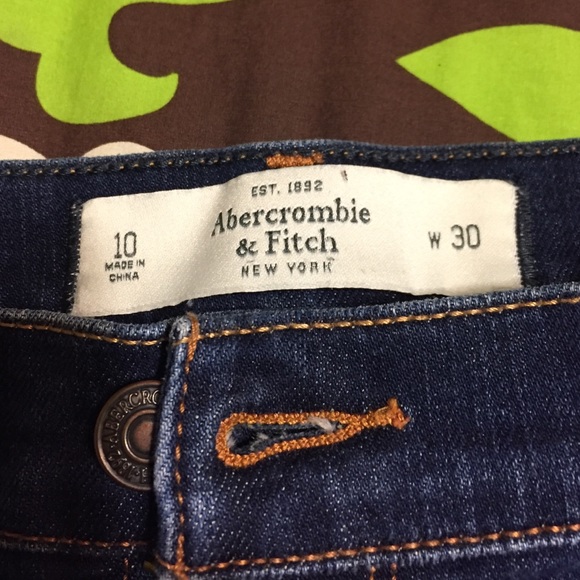 EST. 1892
Abercrombie
& Fitch
NEW YORK
10
MADE IN
CHINA
W 30